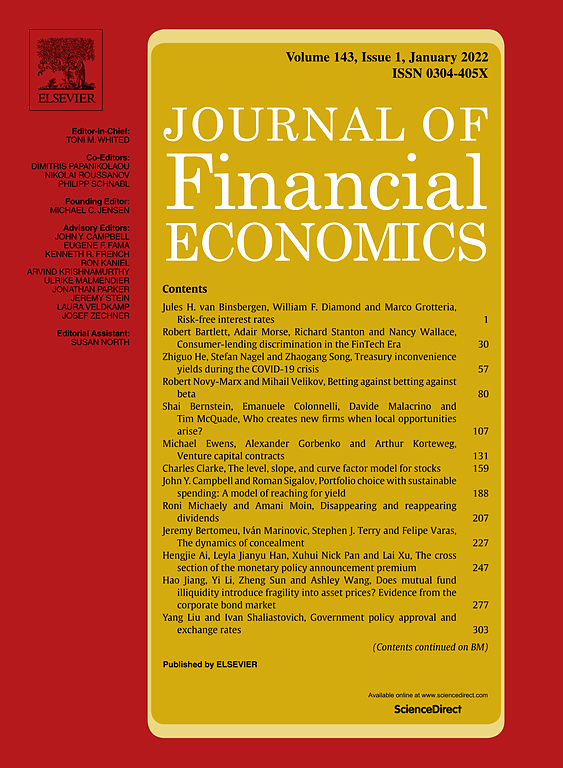 ELSEVIER
Editor-in-Chief:
TONI M. WHITED
Co-Editors:
DIMITRIS PAPANIKOLAOU
NIKOLAI ROUSSANOV
PHILIPP SCHNABL
Founding Editor:
MICHAEL C. JENSEN
Advisory Editors:
JOHN Y. CAMPBELL
EUGENE F. FAMA
KENNETH R. FRENCH
RON KANIEL
ARVIND KRISHNAMURTHY
ULRIKE MALMENDIER
JONATHAN PARKER
JEREMY STEIN
LAURA VELDKAMP
JOSEF ZECHNER
Editorial Assistant:
SUSAN NORTH
Volume 143, Issue 1, January 2022
ISSN 0304-405X
JOURNAL OF
Financial
ECONOMICS
Contents
Jules H. van Binsbergen, William F. Diamond and Marco Grotteria,
Risk-free interest rates 1
Robert Bartlett, Adair Morse, Richard Stanton and Nancy Wallace,
Consumer-lending discrimination in the FinTech Era 30
Zhiguo He, Stefan Nagel and Zhaogang Song, Treasury inconvenience
yields during the COVID-19 crisis 57
Robert Novy-Marx and Mihail Velikov, Betting against betting against
beta 80
Shai Bernstein, Emanuele Colonnelli, Davide Malacrino and
Tim McQuade, Who creates new firms when local opportunities
arise? 107
Michael Ewens, Alexander Gorbenko and Arthur Korteweg,
Venture capital contracts 131
Charles Clarke, The level, slope, and curve factor model for stocks 159
John Y. Campbell and Roman Sigalov, Portfolio choice with sustainable
spending: A model of reaching for yield 188
Roni Michaely and Amani Moin, Disappearing and reappearing
dividends 207
Jeremy Bertomeu, Iván Marinovic, Stephen J. Terry and Felipe Varas,
The dynamics of concealment 227
Hengjie Ai, Leyla Jianyu Han, Xuhui Nick Pan and Lai Xu, The cross
section of the monetary policy announcement premium 247
Hao Jiang, Yi Li, Zheng Sun and Ashley Wang, Does mutual fund
illiquidity introduce fragility into asset prices? Evidence from the
corporate bond market 277
Yang Liu and Ivan Shaliastovich, Government policy approval and
exchange rates 303
(Contents continued on BM)
Published by ELSEVIER
Available online at www.sciencedirect.com
ScienceDirect